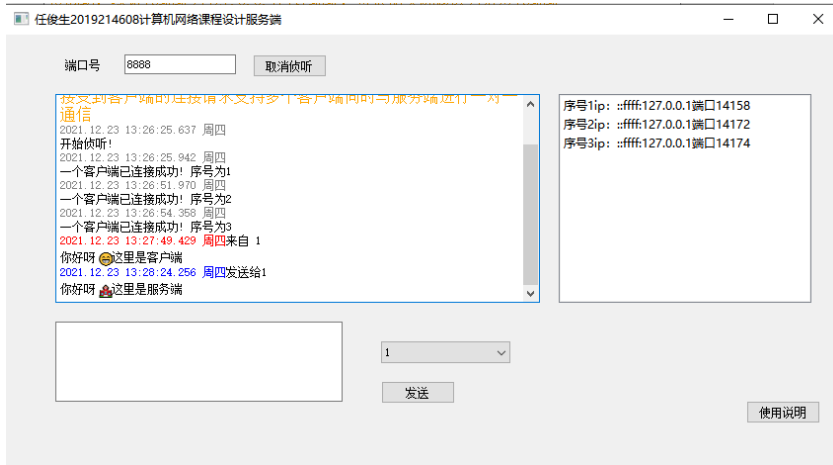 任俊生2019214608计算机网络课程设计服务端
端口号 8888 取消侦听
接受到客户端的连接请求支持多个客户端同时与服务端进行一对一
通信
2021.12.23 13:26:25.637 周四
开始侦听!
2021.12.23 13:26:25.942 周四
一个客户端已连接成功! 序号为1
2021.12.23 13:26:51.970 周四
一个客户端已连接成功! 序号为2
2021.12.23 13:26:54.358 周四
一个客户端已连接成功! 序号为3
2021.12.23 13:27:49.429 周四来自 1
你好呀 😄这里是客户端
2021.12.23 13:28:24.256 周四发送给1
你好呀 这里是服务端
序号1ip: ::ffff:127.0.0.1端口14158
序号2ip: ::ffff:127.0.0.1端口14172
序号3ip: ::ffff:127.0.0.1端口14174
1
发送
使用说明